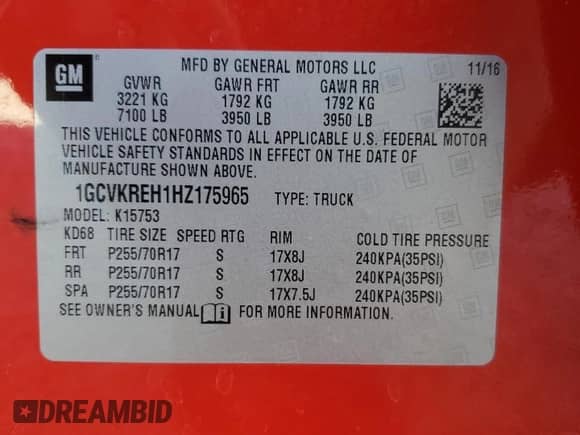 GM
®
MFD BY GENERAL MOTORS LLC 11/16
GVWR GAWR FRT GAWR RR
3221 KG 1792 KG 1792 KG
7100 LB 3950 LB 3950 LB
THIS VEHICLE CONFORMS TO ALL APPLICABLE U.S. FEDERAL MOTOR
VEHICLE SAFETY STANDARDS IN EFFECT ON THE DATE OF
MANUFACTURE SHOWN ABOVE.
1GCVKREH1HZ175965 TYPE: TRUCK
MODEL: K15753
KD68 TIRE SIZE SPEED RTG RIM COLD TIRE PRESSURE
FRT P255/70R17 S 17X8J 240KPA(35PSI)
RR P255/70R17 S 17X8J 240KPA(35PSI)
SPA P255/70R17 S 17X7.5J 240KPA(35PSI)
SEE OWNER'S MANUAL FOR MORE INFORMATION.
DREAMBID